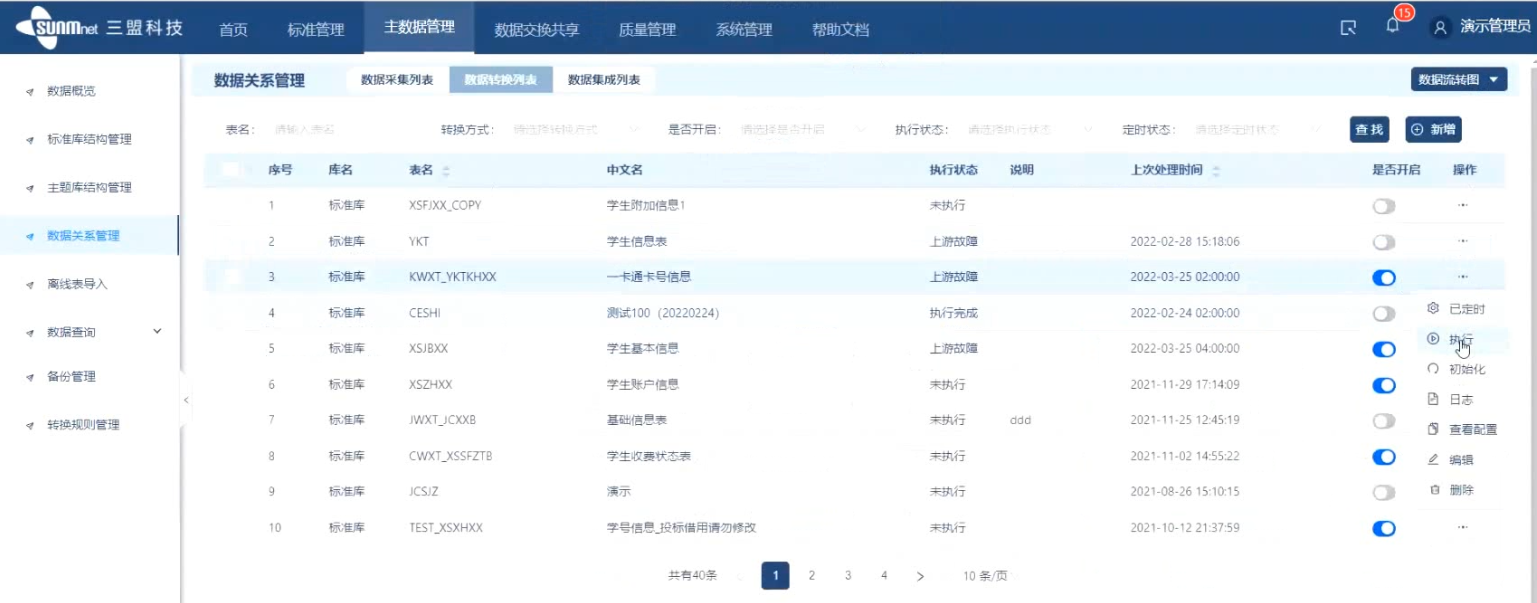 SUNMnet 三盟科技 首页 标准管理 主数据管理 数据交换共享 质量管理 系统管理 帮助文档 15 演示管理员
数据概览
标准库结构管理
主题库结构管理
数据关系管理
离线表导入
数据查询
备份管理
转换规则管理
数据关系管理 数据采集列表 数据转换列表 数据集成列表 数据流转图
表名： 请输入表名 转换方式： 请选择转换方式 是否开启： 请选择是否开启 执行状态： 请选择执行状态 定时状态： 请选择定时状态 查找 新增
序号 库名 表名 中文名 执行状态 说明 上次处理时间 是否开启 操作
1 标准库 XSFJXX_COPY 学生附加信息1 未执行 ...
2 标准库 YKT 学生信息表 上游故障 2022-02-28 15:18:06 ...
3 标准库 KWXT_YKTKHXX 一卡通卡号信息 上游故障 2022-03-25 02:00:00 ...
4 标准库 CESHI 测试100（20220224） 执行完成 2022-02-24 02:00:00
5 标准库 XSJBXX 学生基本信息 上游故障 2022-03-25 04:00:00
6 标准库 XSZHXX 学生账户信息 未执行 2021-11-29 17:14:09
7 标准库 JWXT_JCXXB 基础信息表 未执行 ddd 2021-11-25 12:45:19
8 标准库 CWXT_XSSFZTB 学生收费状态表 未执行 2021-11-02 14:55:22
9 标准库 JCSJZ 演示 未执行 2021-08-26 15:10:15
10 标准库 TEST_XSXHXX 学号信息_投标借用请勿修改 未执行 2021-10-12 21:37:59 ...
已定时
执行
初始化
日志
查看配置
编辑
删除
共有40条 1 2 3 4 > 10 条/页